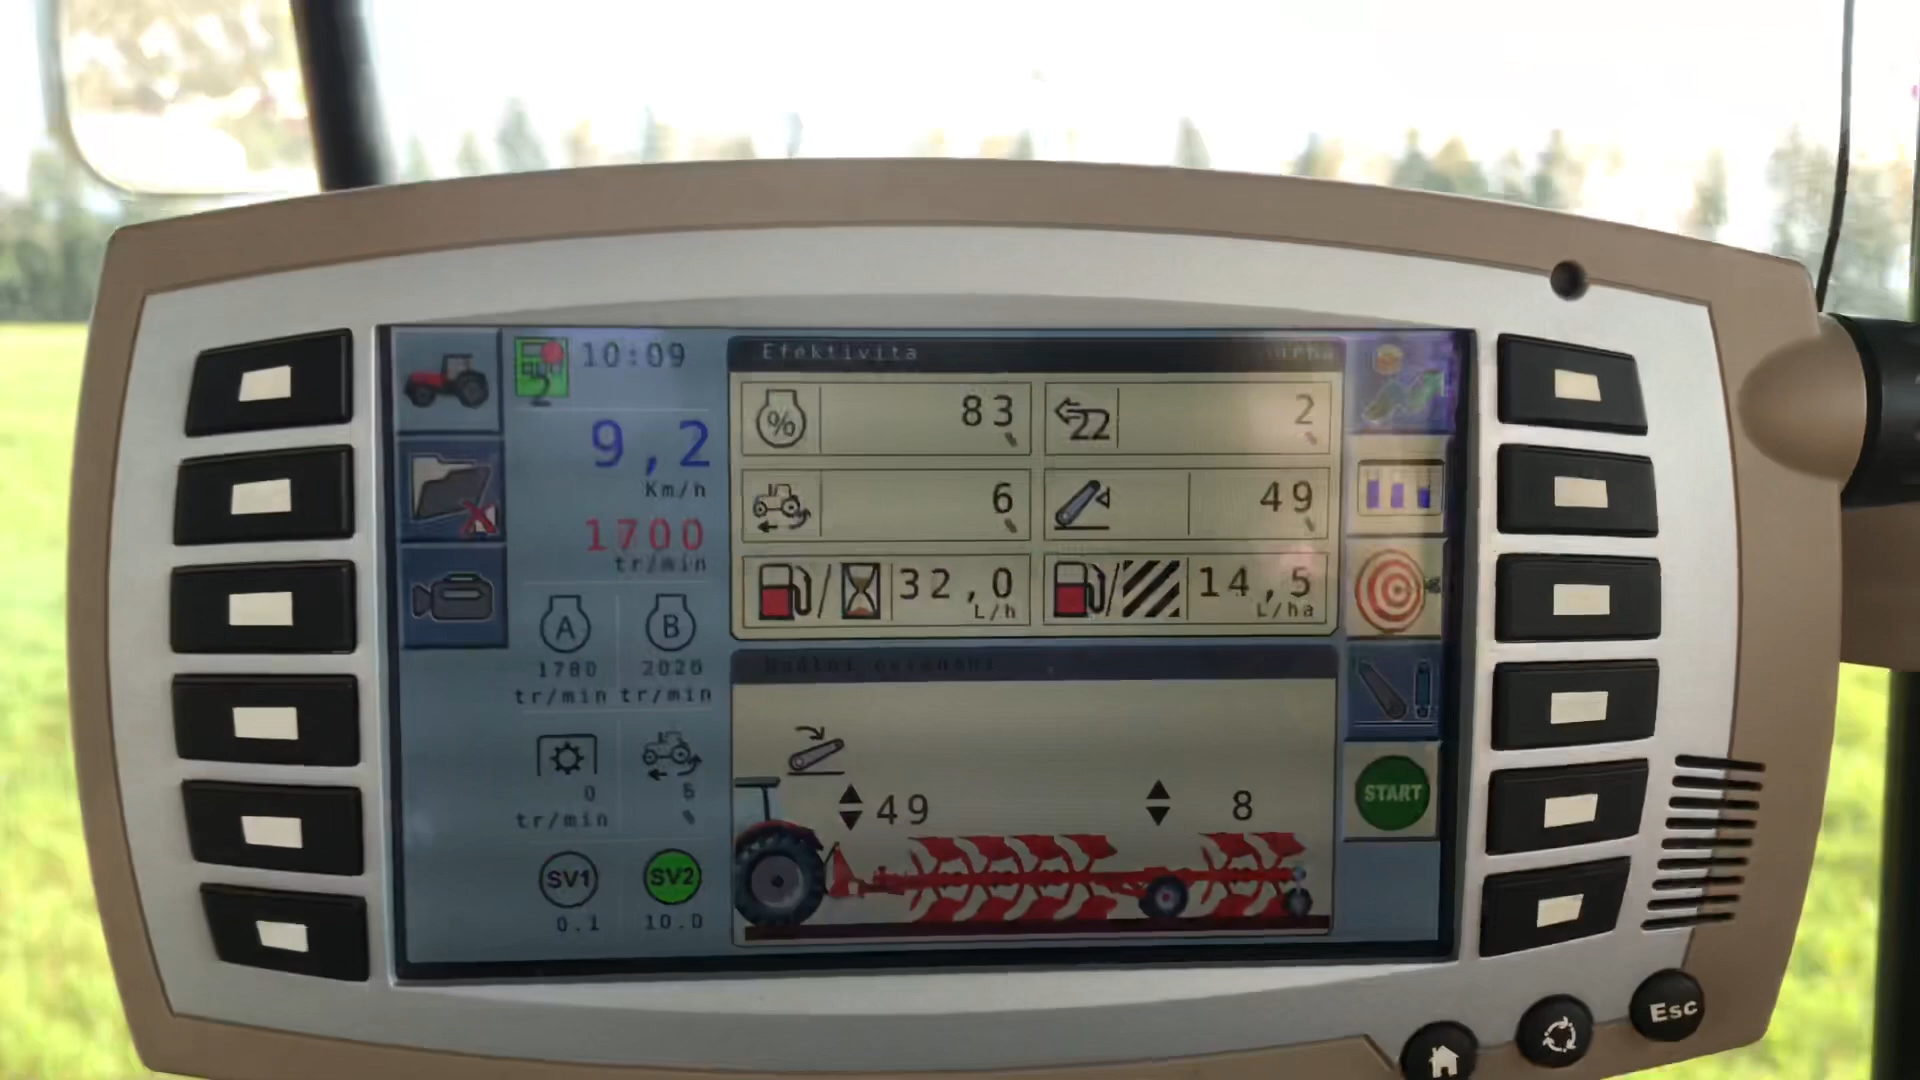 10:09
9,2
Km/h
1700
tr/min
A
B
1780
2020
tr/min
tr/min
0
tr/min
5
%
SV1
SV2
0.1
10.0
Efektivita
%
83
%
22
2
%
6
%
49
%
/
32,0
L/h
/
14,5
L/ha
49
8
START
Esc